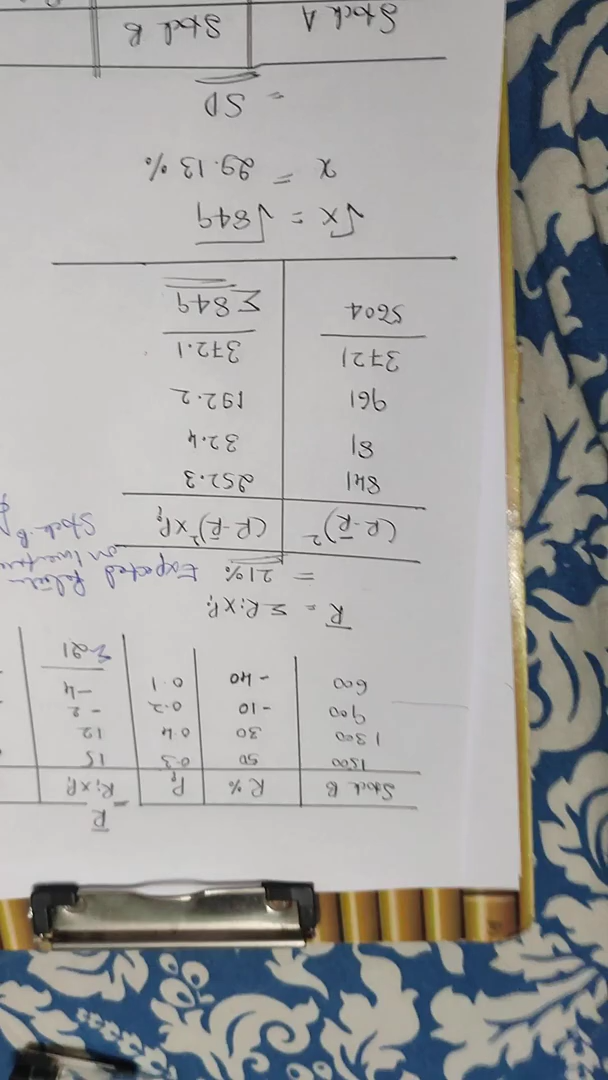 R̄
Stock B R% Pᵢ Rᵢ×Pᵢ
1500 50 0.3 15
1300 30 0.4 12
900 -10 0.2 -2
600 -40 0.1 -4
Σ21
R̄ = ΣRᵢ×Pᵢ
= 21% Expected
on
Stock B
(R-R̄)² (R-R̄)²×Pᵢ
841 252.3
81 32.4
961 192.2
3721 372.1
5604 Σ849
√x = √849
x = 29.13%
= SD
Stock A Stock B